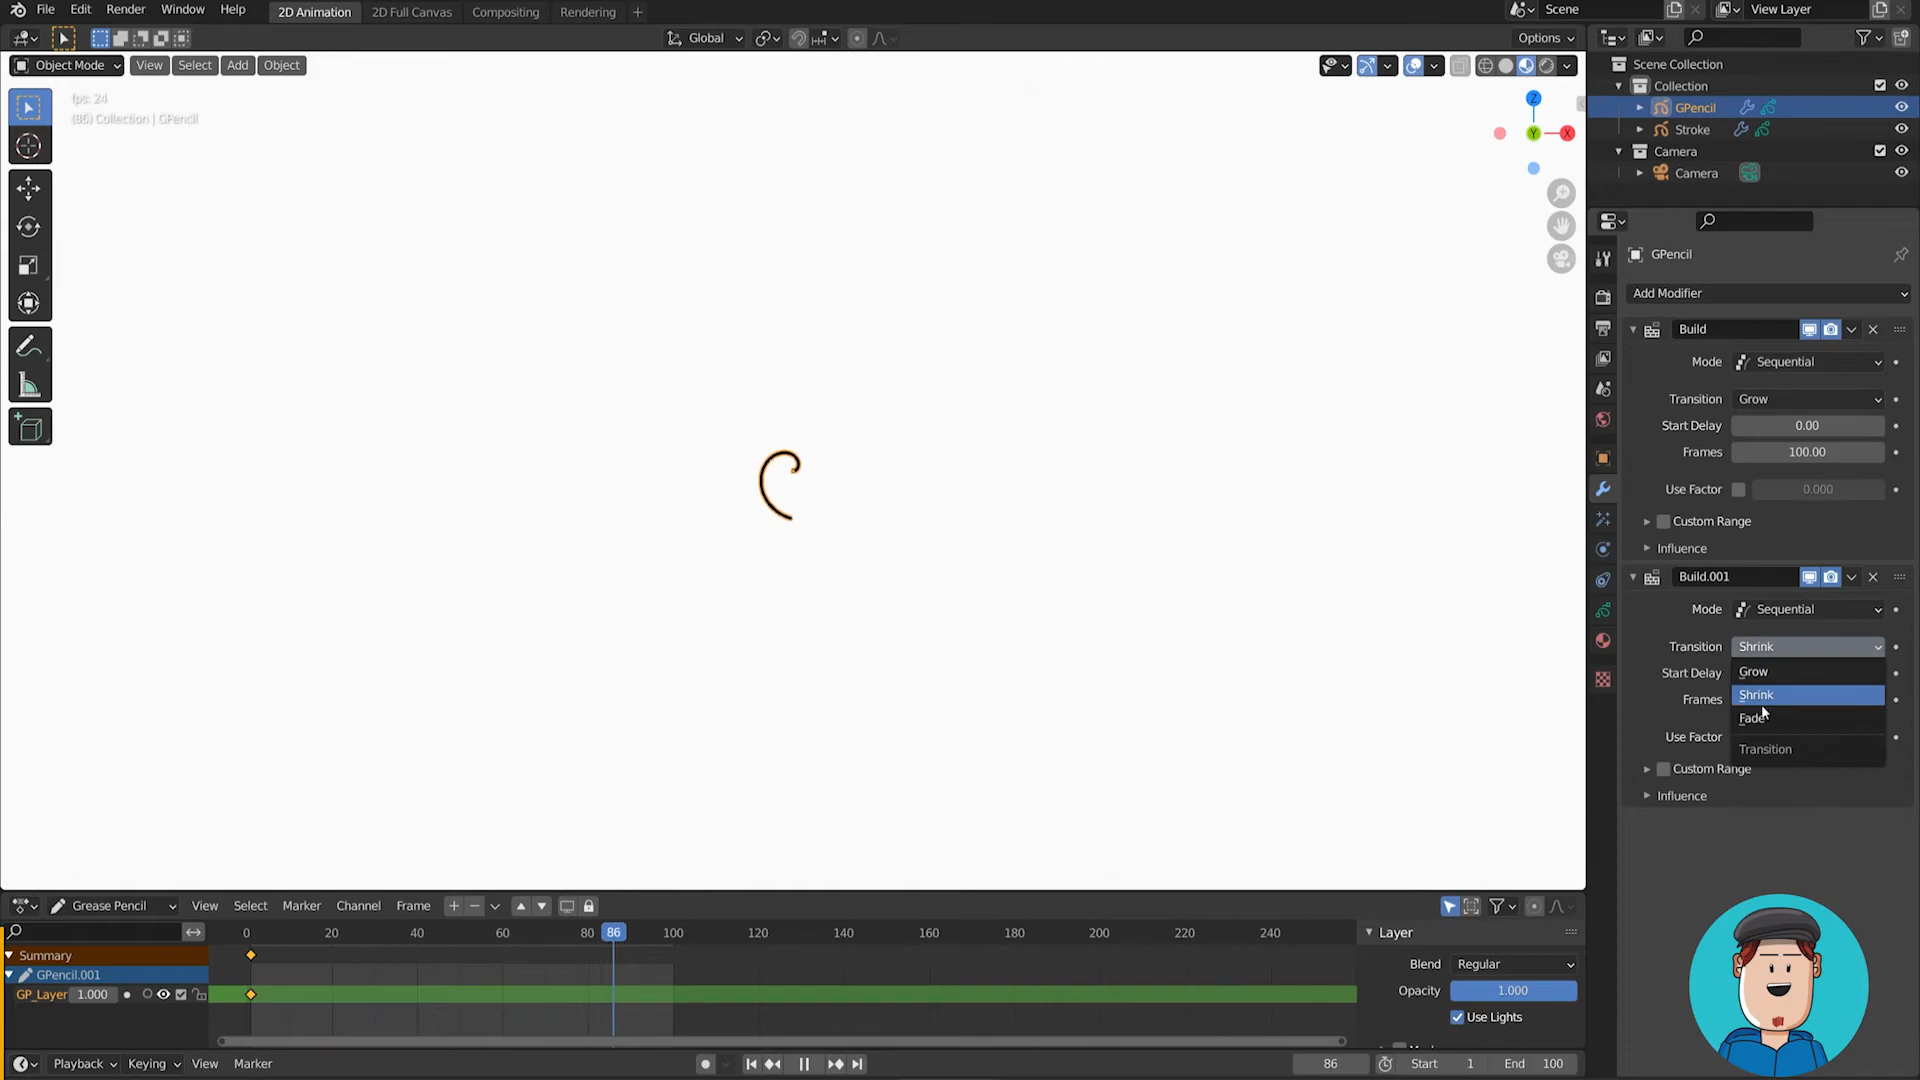 File Edit Render Window Help 2D Animation 2D Full Canvas Compositing Rendering + Scene View Layer
Global Options
Object Mode View Select Add Object
fps: 24
(86) Collection | GPencil
Z
Y X
Scene Collection
Collection
GPencil
Stroke
Camera
Camera
GPencil
Add Modifier
Build
Mode Sequential
Transition Grow
Start Delay 0.00
Frames 100.00
Use Factor 0.000
Custom Range
Influence
Build.001
Mode Sequential
Transition Shrink
Start Delay Grow
Shrink
Frames
Fade
Use Factor
Transition
Custom Range
Influence
Grease Pencil View Select Marker Channel Frame
0 20 40 60 80 86 100 120 140 160 180 200 220 240
Summary
GPencil.001
GP_Layer 1.000
Layer
Blend Regular
Opacity 1.000
Use Lights
Playback Keying View Marker 86 Start 1 End 100